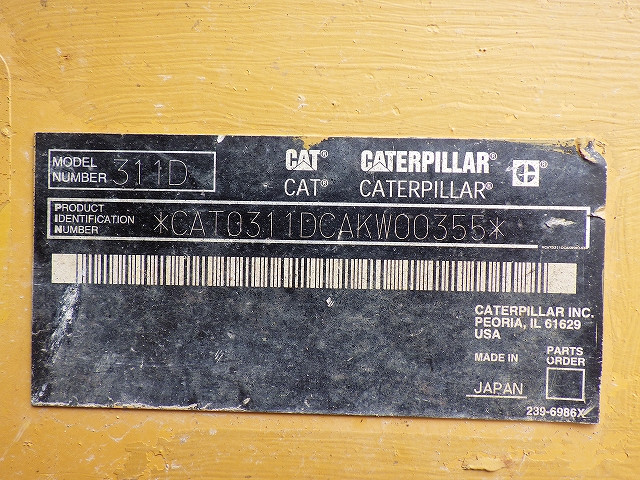 MODEL NUMBER 311D
CAT® CATERPILLAR® ®
CAT® CATERPILLAR®
PRODUCT IDENTIFICATION NUMBER *CAT0311DCAKW00355*
CATERPILLAR INC.
PEORIA, IL 61629
USA
MADE IN PARTS ORDER
JAPAN
239-6986X